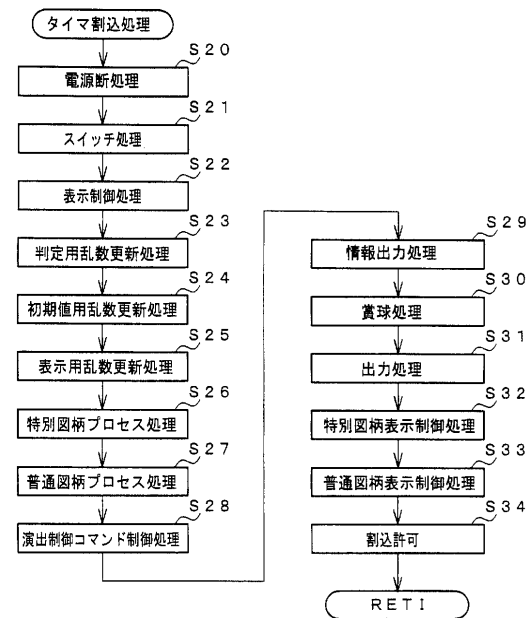 タイマ割込処理
S20
電源断処理
S21
スイッチ処理
S22
表示制御処理
S23
判定用乱数更新処理
S24
初期値用乱数更新処理
S25
表示用乱数更新処理
S26
特別図柄プロセス処理
S27
普通図柄プロセス処理
S28
演出制御コマンド制御処理
S29
情報出力処理
S30
賞球処理
S31
出力処理
S32
特別図柄表示制御処理
S33
普通図柄表示制御処理
S34
割込許可
RETI